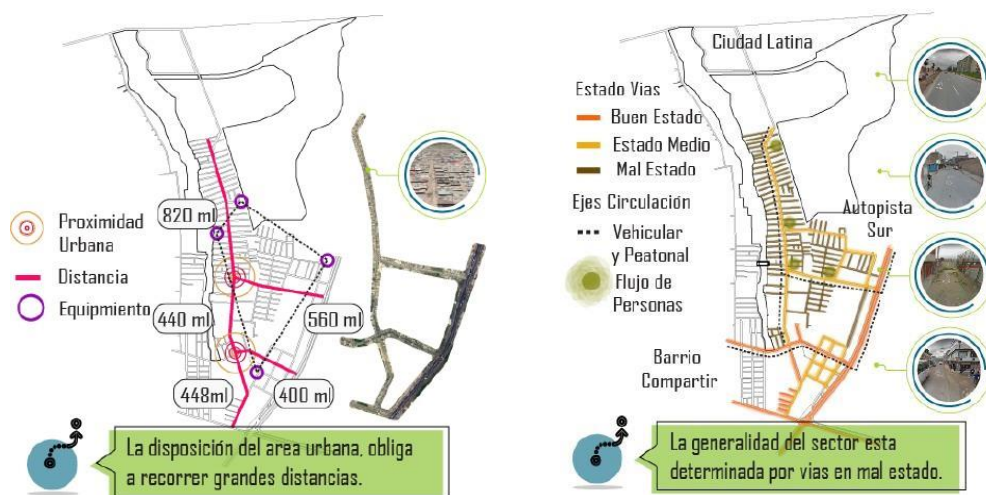 820 ml
Proximidad
Urbana
Distancia
Equipmiento
440 ml
560 ml
448ml
400 ml
La disposición del area urbana, obliga
a recorrer grandes distancias.
Ciudad Latina
Estado Vias
Buen Estado
Estado Medio
Mal Estado
Ejes Circulación
Vehicular
y Peatonal
Flujo de
Personas
Autopista
Sur
Barrio
Compartir
La generalidad del sector esta
determinada por vias en mal estado.